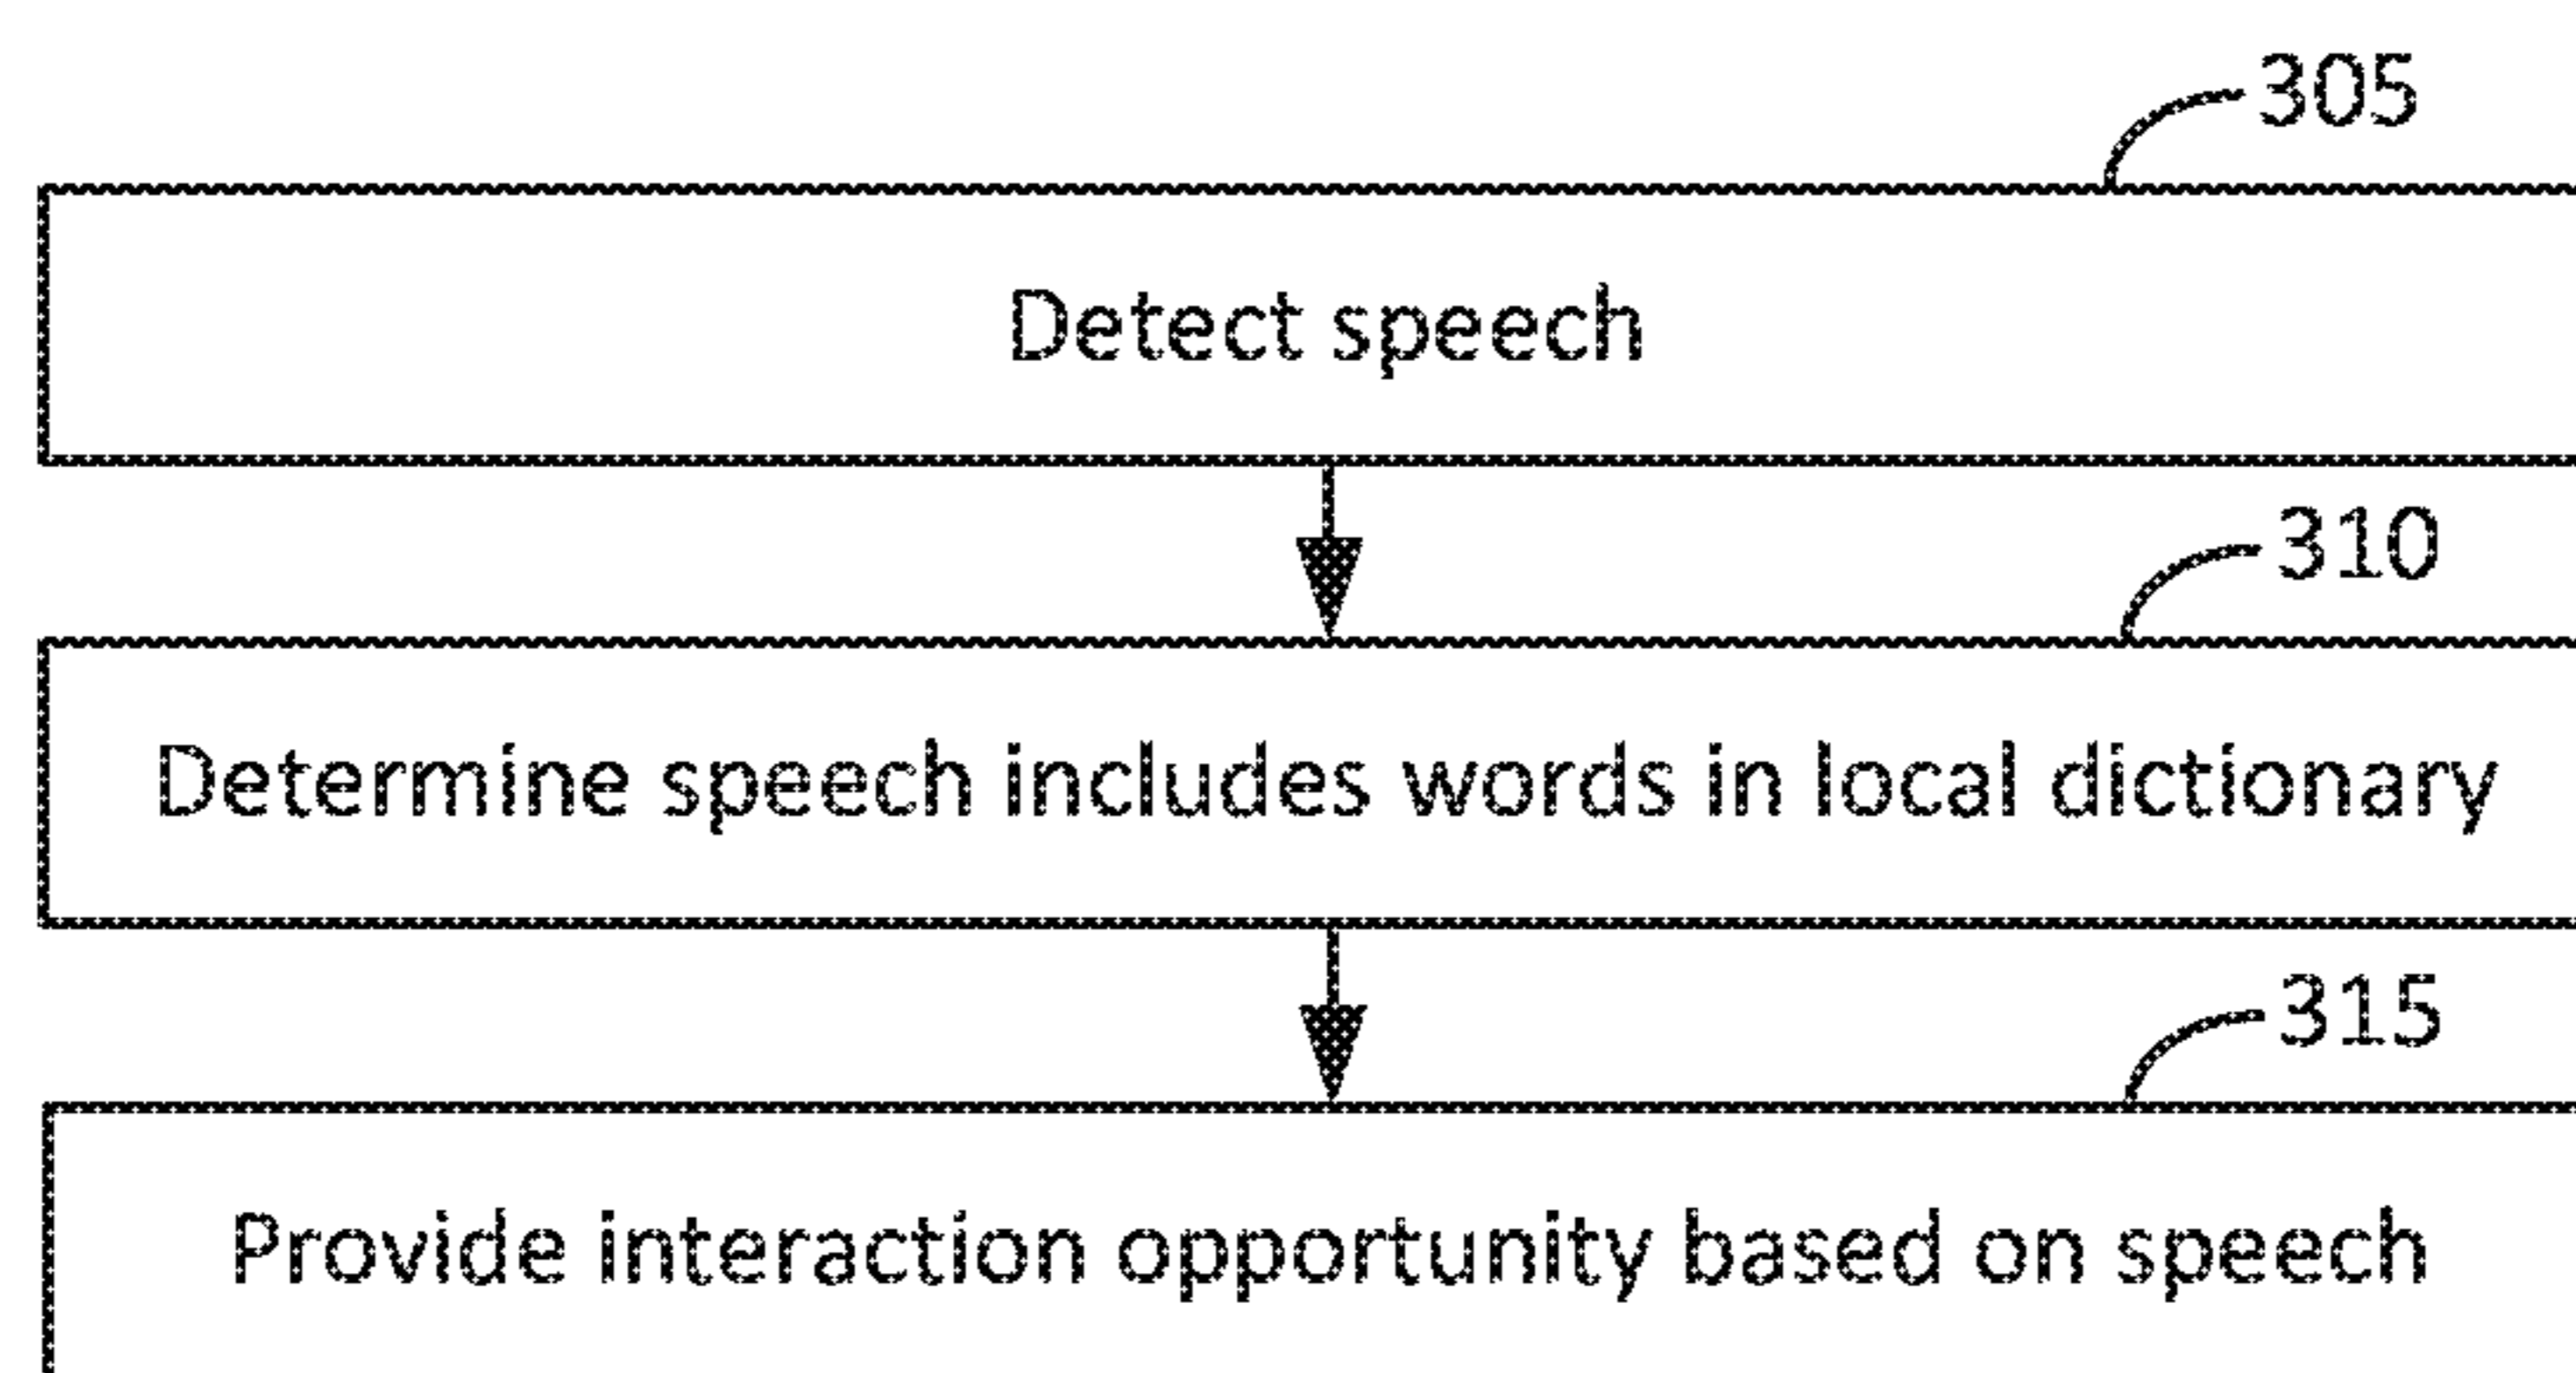 305
Detect speech
310
Determine speech includes words in local dictionary
315
Provide interaction opportunity based on speech